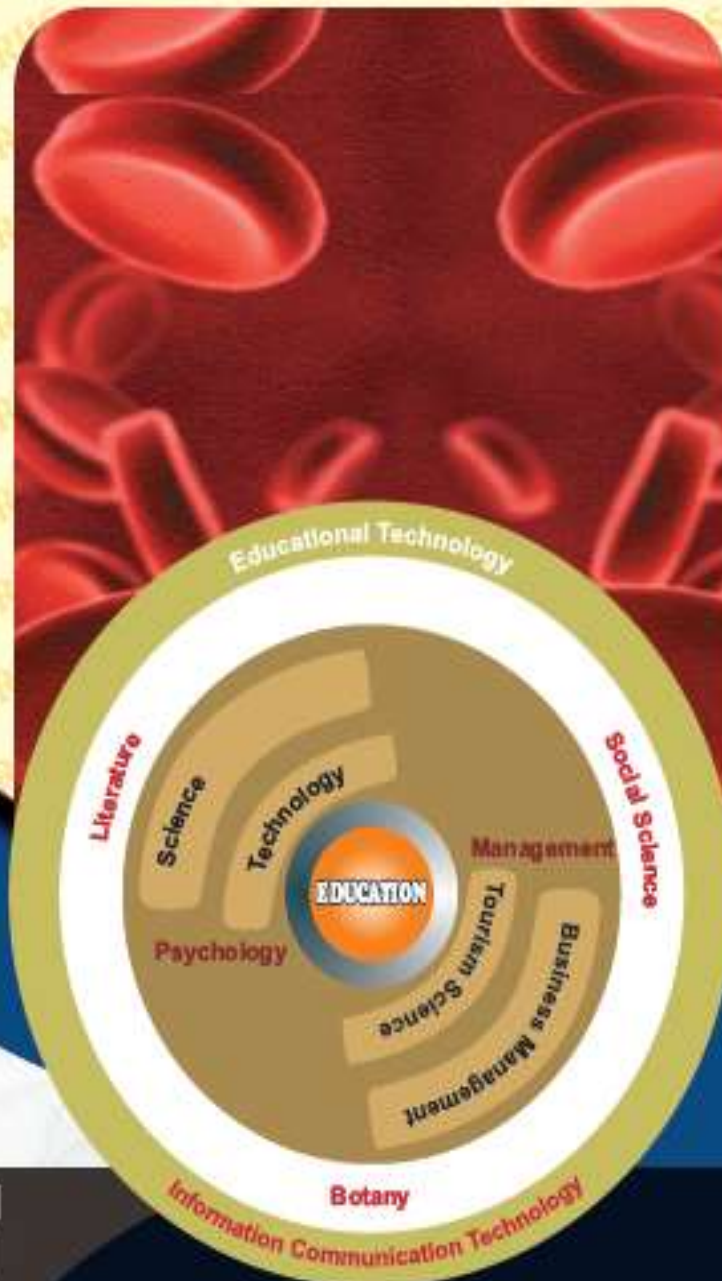 Educational Technology
Literature
Social Science
Science
Technology
Management
EDUCATION
Psychology
Tourism Science
Business Management
Botany
Information Communication Technology